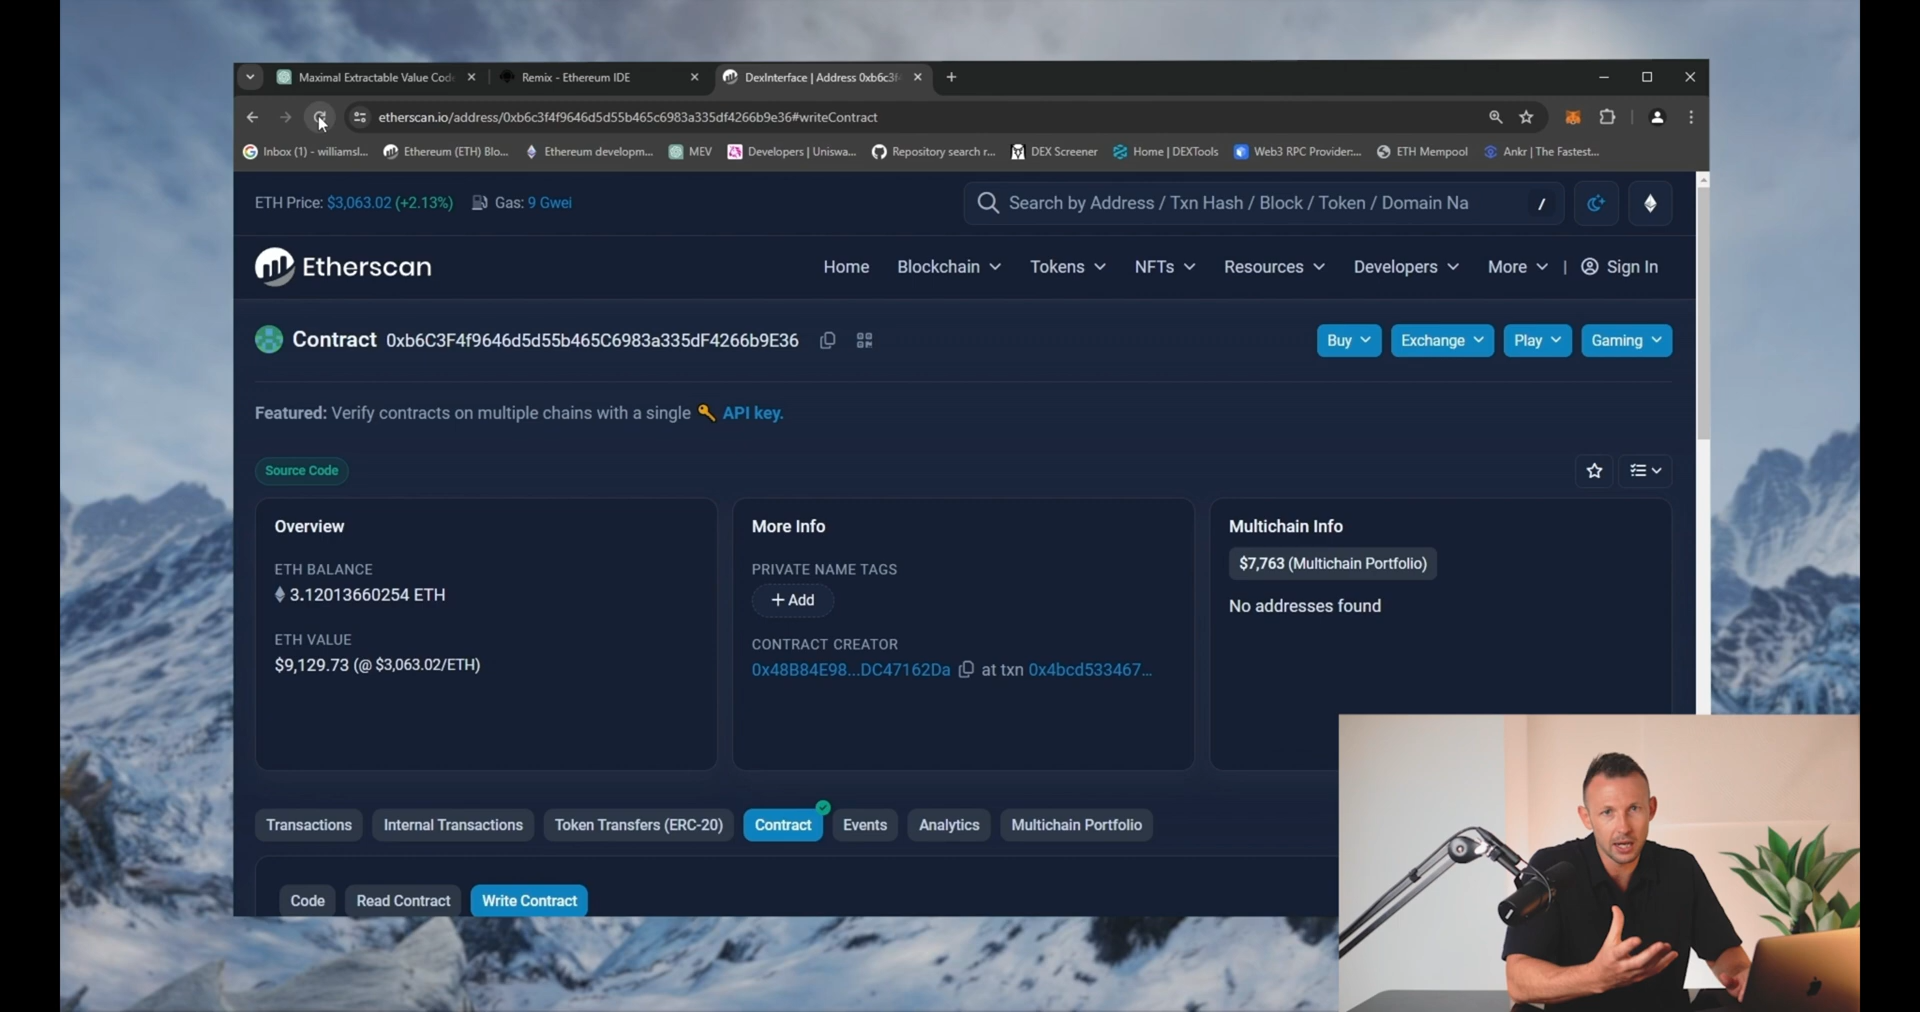 Maximal Extractable Value Cod
Remix - Ethereum IDE
DexInterface | Address 0xb6c3f
etherscan.io/address/0xb6c3f4f9646d5d55b465c6983a335df4266b9e36#writeContract
Inbox (1) - williamsl...
Ethereum (ETH) Blo...
Ethereum developm...
MEV
Developers | Uniswa...
Repository search r...
DEX Screener
Home | DEXTools
Web3 RPC Provider:...
ETH Mempool
Ankr | The Fastest...
ETH Price: $3,063.02 (+2.13%)
Gas: 9 Gwei
Search by Address / Txn Hash / Block / Token / Domain Na
/
Etherscan
Home
Blockchain
Tokens
NFTs
Resources
Developers
More
|
Sign In
Contract 0xb6C3F4f9646d5d55b465C6983a335dF4266b9E36
Buy
Exchange
Play
Gaming
Featured: Verify contracts on multiple chains with a single API key.
Source Code
Overview
ETH BALANCE
3.12013660254 ETH
ETH VALUE
$9,129.73 (@ $3,063.02/ETH)
More Info
PRIVATE NAME TAGS
+ Add
CONTRACT CREATOR
0x48B84E98...DC47162Da at txn 0x4bcd533467...
Multichain Info
$7,763 (Multichain Portfolio)
No addresses found
Transactions
Internal Transactions
Token Transfers (ERC-20)
Contract
Events
Analytics
Multichain Portfolio
Code
Read Contract
Write Contract